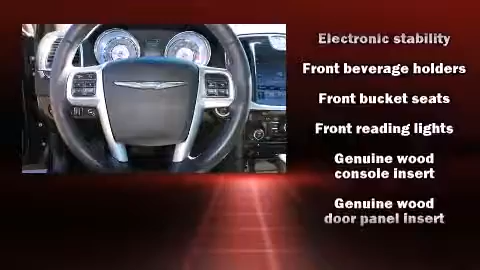 Electronic stability
Front beverage holders
Front bucket seats
Front reading lights
Genuine wood
console insert
Genuine wood
door panel insert